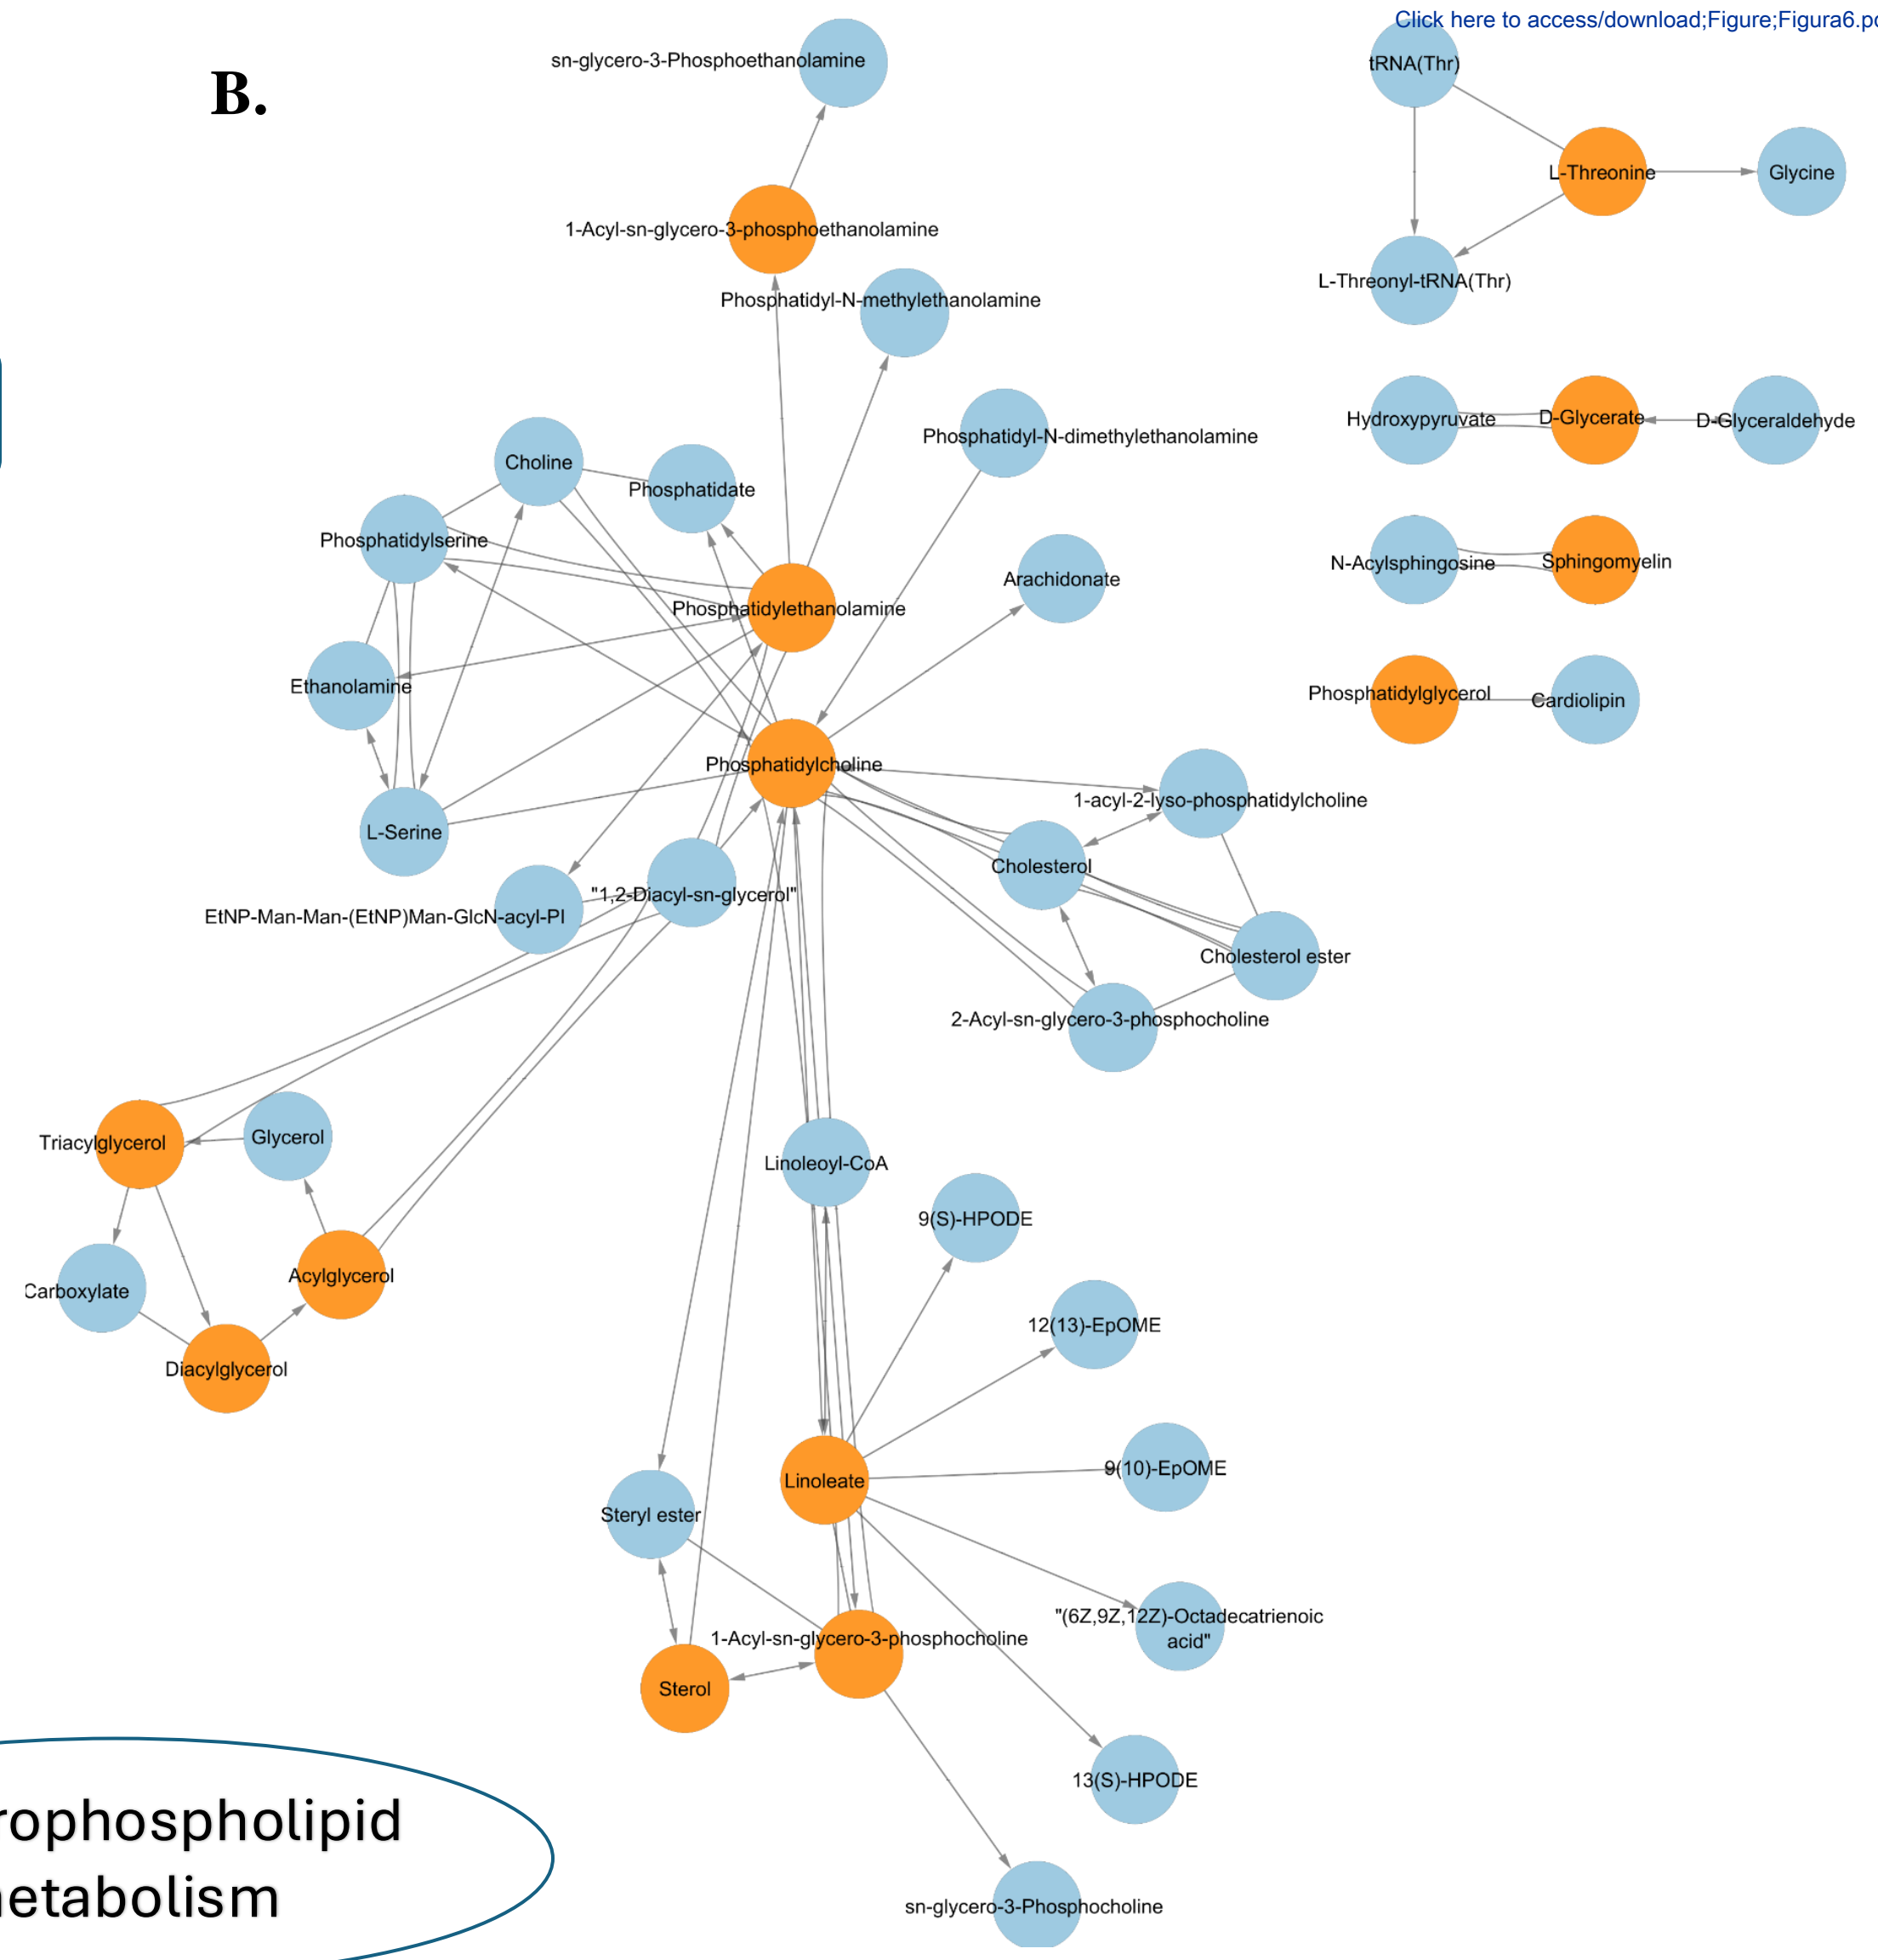 Click here to access/download;Figure;Figura6.
B.
sn-glycero-3-Phosphoethanolamine
tRNA(Thr)
L-Threonine
Glycine
1-Acyl-sn-glycero-3-phosphoethanolamine
L-Threonyl-tRNA(Thr)
Phosphatidyl-N-methylethanolamine
Hydroxypyruvate
D-Glycerate
D-Glyceraldehyde
Phosphatidyl-N-dimethylethanolamine
Choline
Phosphatidate
Phosphatidylserine
N-Acylsphingosine
Sphingomyelin
Arachidonate
Phosphatidylethanolamine
Ethanolamine
Phosphatidylglycerol
Cardiolipin
Phosphatidylcholine
1-acyl-2-lyso-phosphatidylcholine
L-Serine
Cholesterol
"1,2-Diacyl-sn-glycerol"
EtNP-Man-Man-(EtNP)Man-GlcN-acyl-PI
Cholesterol ester
2-Acyl-sn-glycero-3-phosphocholine
Triacylglycerol
Glycerol
Linoleoyl-CoA
9(S)-HPODE
Acylglycerol
Carboxylate
12(13)-EpOME
Diacylglycerol
9(10)-EpOME
Linoleate
Steryl ester
"(6Z,9Z,12Z)-Octadecatrienoic
acid"
1-Acyl-sn-glycero-3-phosphocholine
Sterol
13(S)-HPODE
rophospholipid
etabolism
sn-glycero-3-Phosphocholine